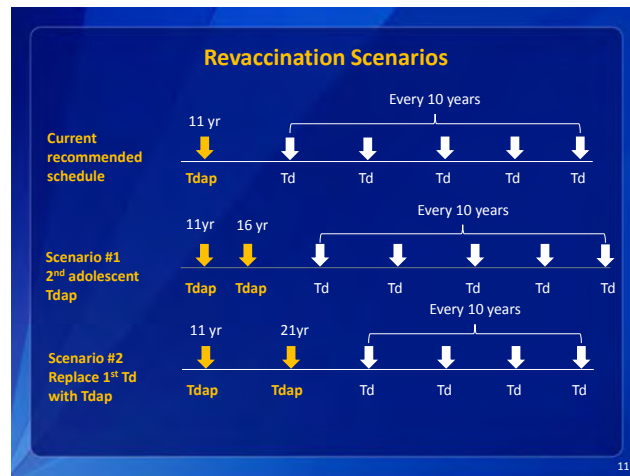 Revaccination Scenarios
Every 10 years
11 yr
Current
recommended
schedule
Tdap Td Td Td Td Td
Every 10 years
11yr 16 yr
Scenario #1
2nd adolescent
Tdap
Tdap Tdap Td Td Td Td Td
Every 10 years
11 yr 21yr
Scenario #2
Replace 1st Td
with Tdap
Tdap Tdap Td Td Td Td
11